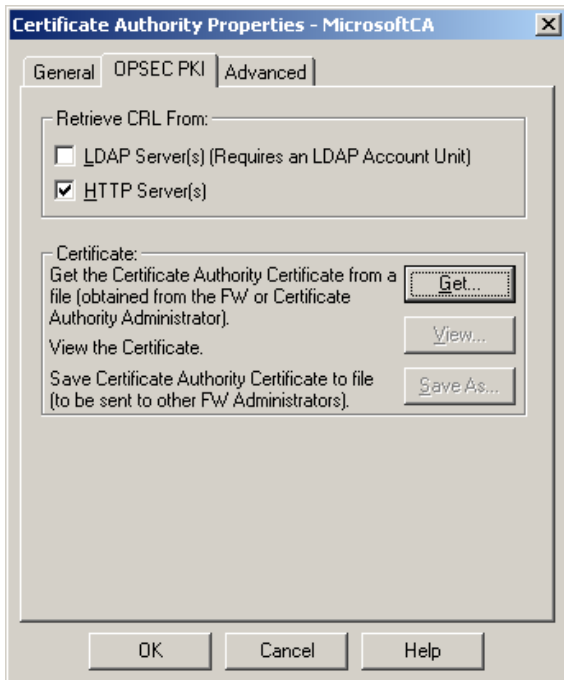 Certificate Authority Properties - MicrosoftCA
General
OPSEC PKI
Advanced
Retrieve CRL From:
LDAP Server(s) (Requires an LDAP Account Unit)
HTTP Server(s)
Certificate:
Get the Certificate Authority Certificate from a
file (obtained from the FW or Certificate
Authority Administrator).
Get...
View the Certificate.
View...
Save Certificate Authority Certificate to file
(to be sent to other FW Administrators).
Save As...
OK
Cancel
Help